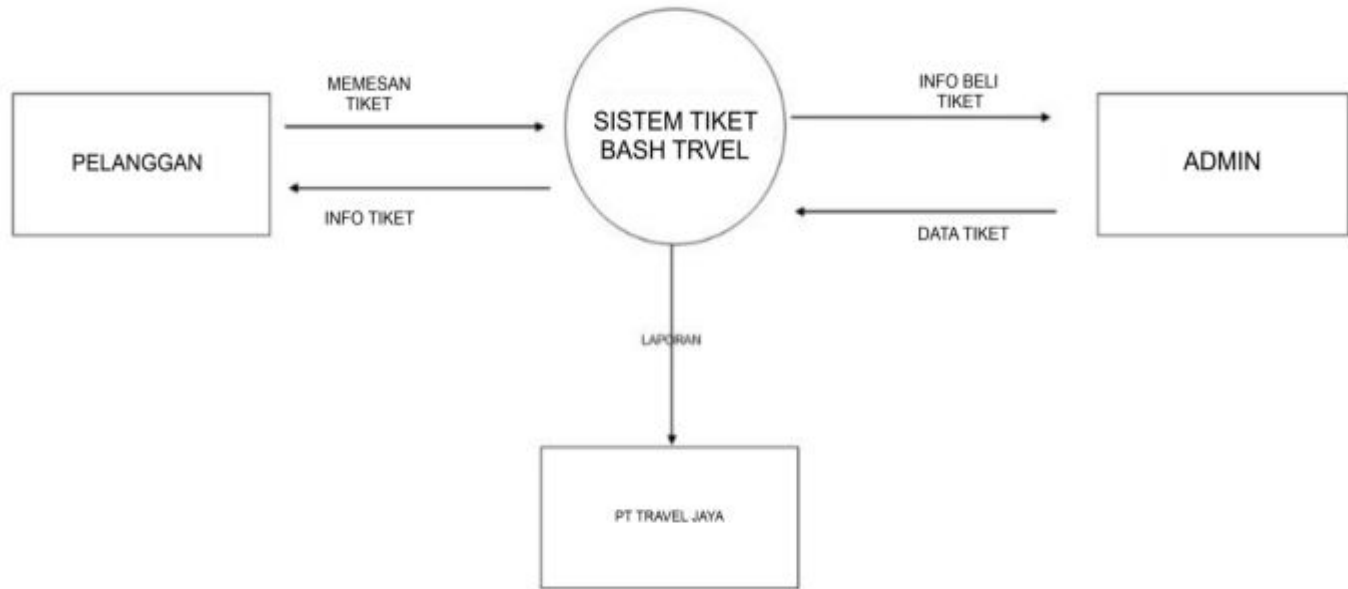 MEMESAN
TIKET
INFO BELI
TIKET
SISTEM TIKET
BASH TRVEL
PELANGGAN
ADMIN
INFO TIKET
DATA TIKET
LAPORAN
PT TRAVEL JAYA